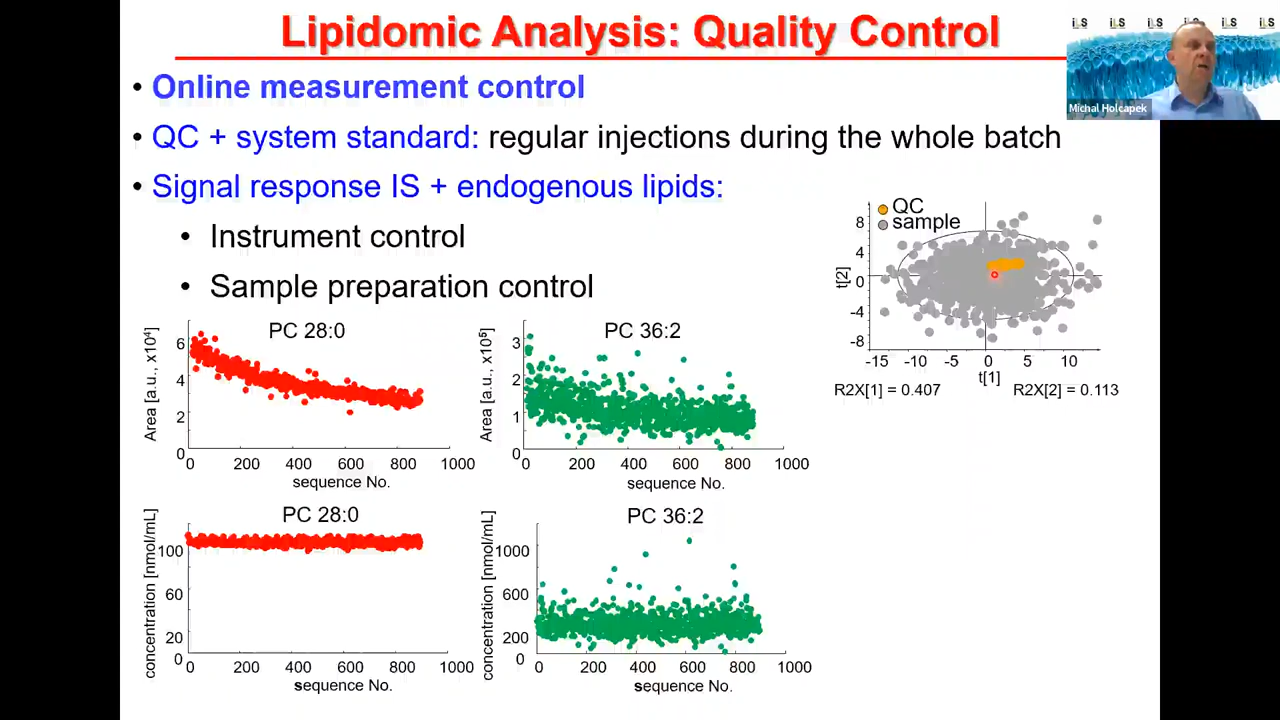 Lipidomic Analysis: Quality Control
iLS iLS iLS iLS iLS iLS
Michal Holcapek
• Online measurement control
• QC + system standard: regular injections during the whole batch
• Signal response IS + endogenous lipids:
• Instrument control
• Sample preparation control
QC
sample
8
4
0
-4
-8
t[2]
-15 -10 -5 0 5 10
t[1]
R2X[1] = 0.407 R2X[2] = 0.113
PC 28:0
Area [a.u., x10⁴]
6
4
2
0
0 200 400 600 800 1000
sequence No.
PC 36:2
Area [a.u., x10⁵]
3
2
1
0
0 200 400 600 800 1000
sequence No.
PC 28:0
concentration [nmol/mL]
100
60
20
0
0 200 400 600 800 1000
sequence No.
PC 36:2
concentration [nmol/mL]
1000
600
200
0
0 200 400 600 800 1000
sequence No.